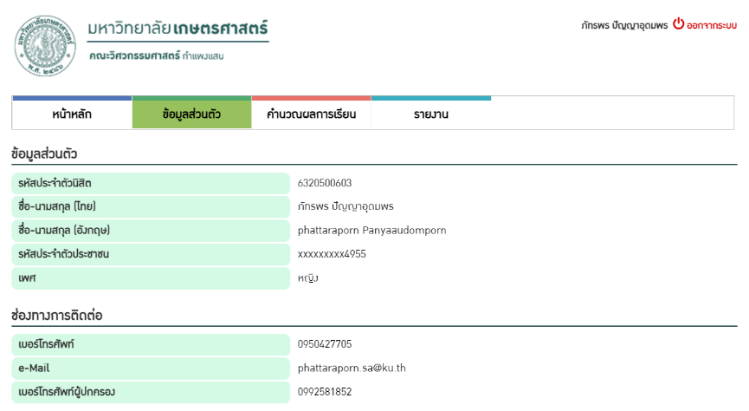 มหาวิทยาลัยเกษตรศาสตร์
คณะวิศวกรรมศาสตร์ กำแพงแสน
ภัทรพร ปัญญาอุดมพร ออกจากระบบ
หน้าหลัก ข้อมูลส่วนตัว คำนวณผลการเรียน รายงาน
ข้อมูลส่วนตัว
รหัสประจำตัวนิสิต 6320500603
ชื่อ-นามสกุล (ไทย) ภัทรพร ปัญญาอุดมพร
ชื่อ-นามสกุล (อังกฤษ) phattaraporn Panyaaudomporn
รหัสประจำตัวประชาชน xxxxxxxxx4955
เพศ หญิง
ช่องทางการติดต่อ
เบอร์โทรศัพท์ 0950427705
e-Mail phattaraporn.sa@ku.th
เบอร์โทรศัพท์ผู้ปกครอง 0992581852